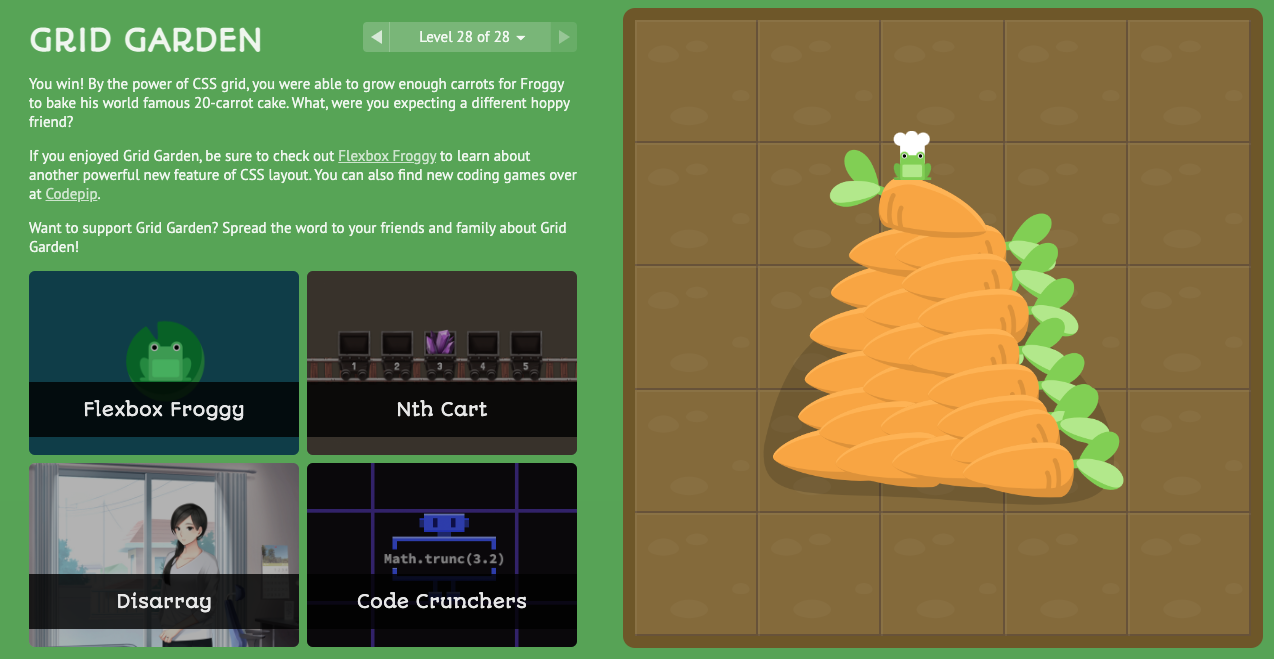 GRID GARDEN
Level 28 of 28
You win! By the power of CSS grid, you were able to grow enough carrots for Froggy
to bake his world famous 20-carrot cake. What, were you expecting a different hoppy
friend?
If you enjoyed Grid Garden, be sure to check out Flexbox Froggy to learn about
another powerful new feature of CSS layout. You can also find new coding games over
at Codepip.
Want to support Grid Garden? Spread the word to your friends and family about Grid
Garden!
Flexbox Froggy
1 2 3 4 5
Nth Cart
Disarray
Math.trunc(3.2)
Code Crunchers